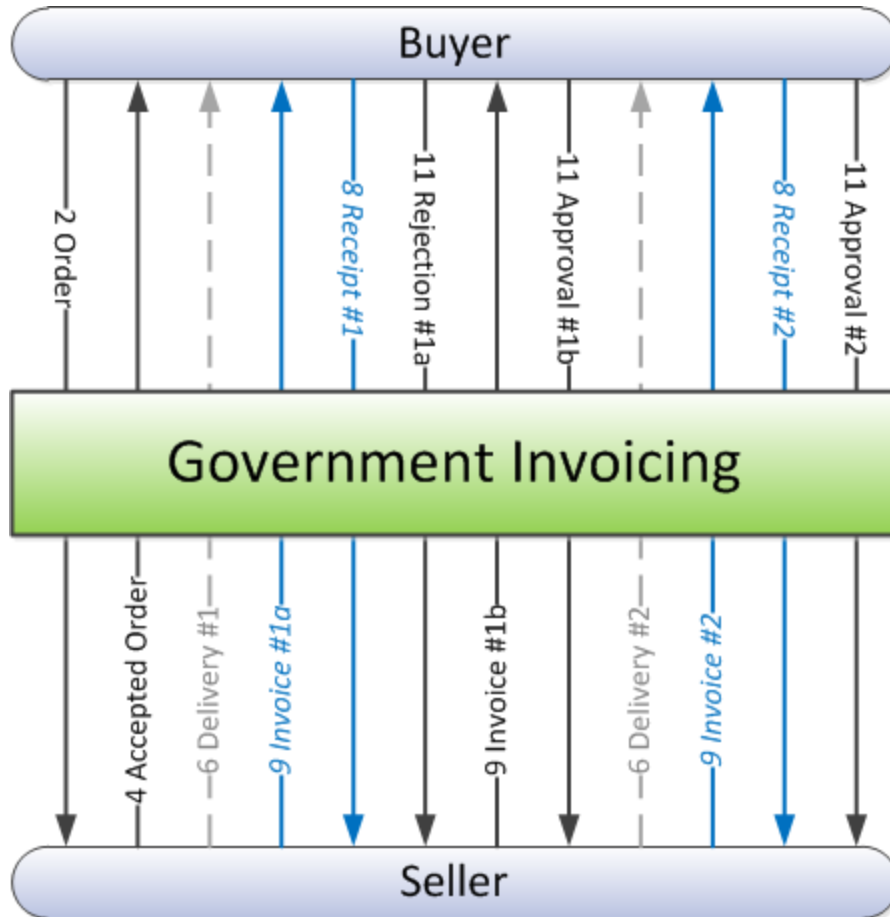 Buyer
2 Order
8 Receipt #1
11 Rejection #1a
11 Approval #1b
8 Receipt #2
11 Approval #2
Government Invoicing
4 Accepted Order
6 Delivery #1
9 Invoice #1a
9 Invoice #1b
6 Delivery #2
9 Invoice #2
Seller